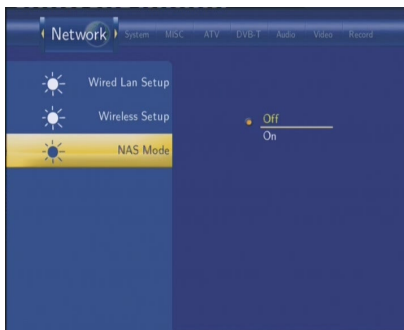 Network System MISC ATV DVB-T Audio Video Record
Wired Lan Setup
Wireless Setup
NAS Mode
Off
On